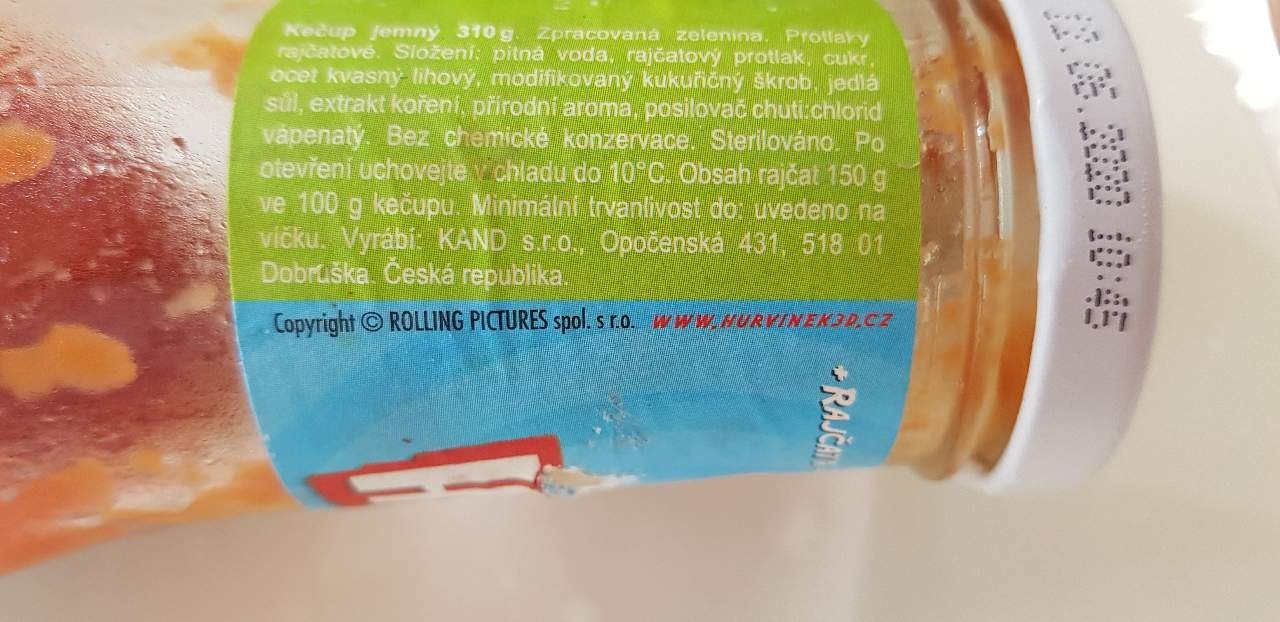 Kečup jemný 310 g. Zpracovaná zelenina. Protlaky
rajčatové. Složení: pitná voda, rajčatový protlak, cukr,
ocet kvasný lihový, modifikovaný kukuřičný škrob, jedlá
sůl, extrakt koření, přírodní aroma, posilovač chuti:chlorid
vápenatý. Bez chemické konzervace. Sterilováno. Po
otevření uchovejte v chladu do 10°C. Obsah rajčat 150 g
ve 100 g kečupu. Minimální trvanlivost do: uvedeno na
víčku. Vyrábí: KAND s.r.o., Opočenská 431, 518 01
Dobruška. Česká republika.
Copyright © ROLLING PICTURES spol. s r.o. WWW.HURVINEK3D.CZ
+ RAJČAT
H